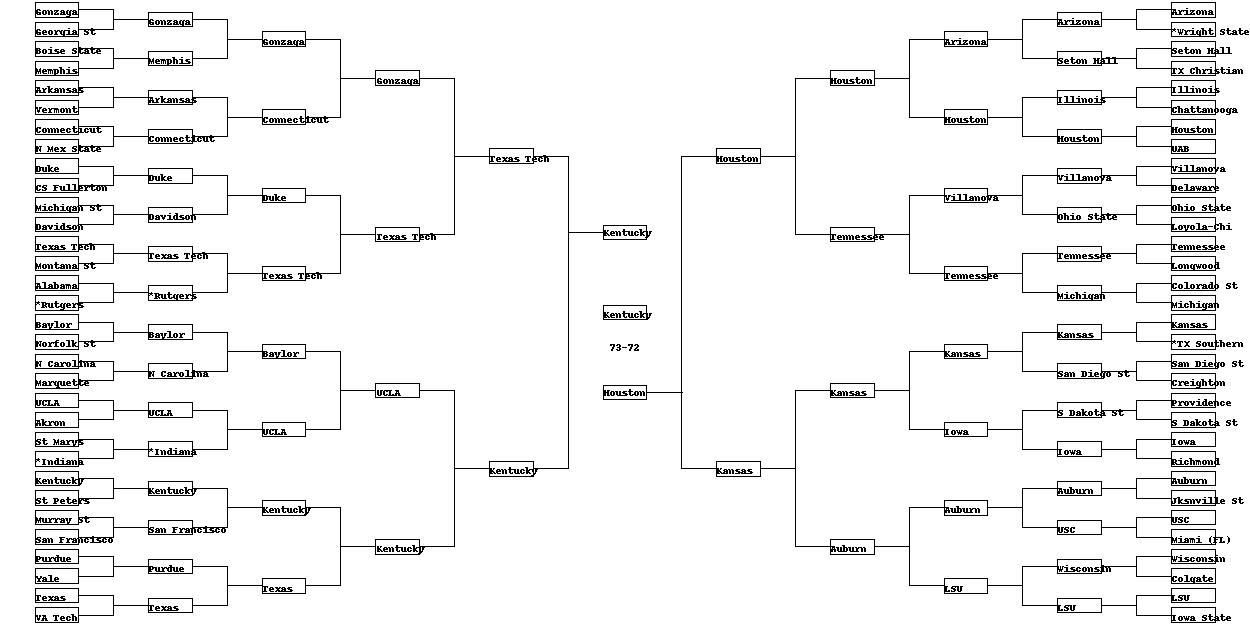 Gonzaga
Georgia St
Boise State
Memphis
Arkansas
Vermont
Connecticut
N Mex State
Duke
CS Fullerton
Michigan St
Davidson
Texas Tech
Montana St
Alabama
*Rutgers
Baylor
Norfolk St
N Carolina
Marquette
UCLA
Akron
St Marys
*Indiana
Kentucky
St Peters
Murray St
San Francisco
Purdue
Yale
Texas
VA Tech
Gonzaga
Memphis
Arkansas
Connecticut
Duke
Davidson
Texas Tech
*Rutgers
Baylor
N Carolina
UCLA
*Indiana
Kentucky
San Francisco
Purdue
Texas
Gonzaga
Connecticut
Duke
Texas Tech
Baylor
UCLA
Kentucky
Texas
Gonzaga
Texas Tech
UCLA
Kentucky
Texas Tech
Kentucky
Kentucky
Kentucky
73-72
Houston
Houston
Kansas
Houston
Tennessee
Kansas
Auburn
Arizona
Houston
Villanova
Tennessee
Kansas
Iowa
Auburn
LSU
Arizona
Seton Hall
Illinois
Houston
Villanova
Ohio State
Tennessee
Michigan
Kansas
San Diego St
S Dakota St
Iowa
Auburn
USC
Wisconsin
LSU
Arizona
*Wright State
Seton Hall
TX Christian
Illinois
Chattanooga
Houston
UAB
Villanova
Delaware
Ohio State
Loyola-Chi
Tennessee
Longwood
Colorado St
Michigan
Kansas
*TX Southern
San Diego St
Creighton
Providence
S Dakota St
Iowa
Richmond
Auburn
Jksnville St
USC
Miami (FL)
Wisconsin
Colgate
LSU
Iowa State